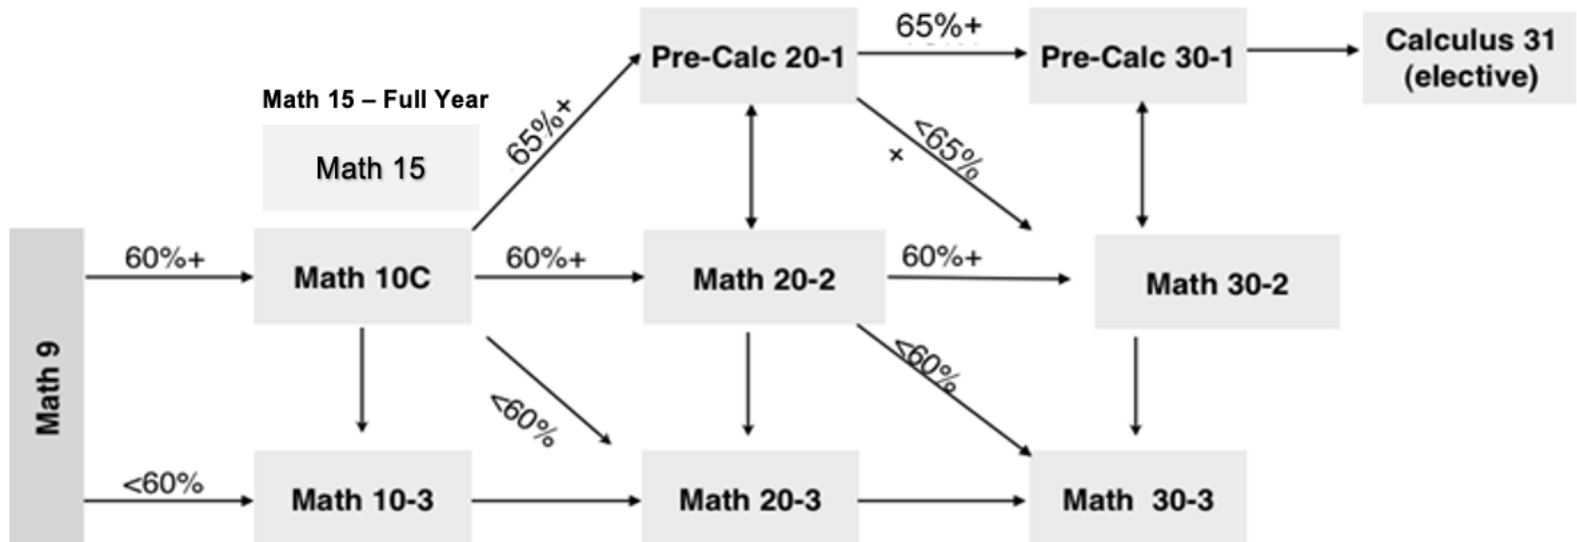 65%+
Pre-Calc 20-1
Pre-Calc 30-1
Calculus 31
(elective)
Math 15 – Full Year
65%+
<65%
Math 15
60%+
Math 10C
60%+
Math 20-2
60%+
Math 30-2
Math 9
<60%
<60%
<60%
Math 10-3
Math 20-3
Math 30-3